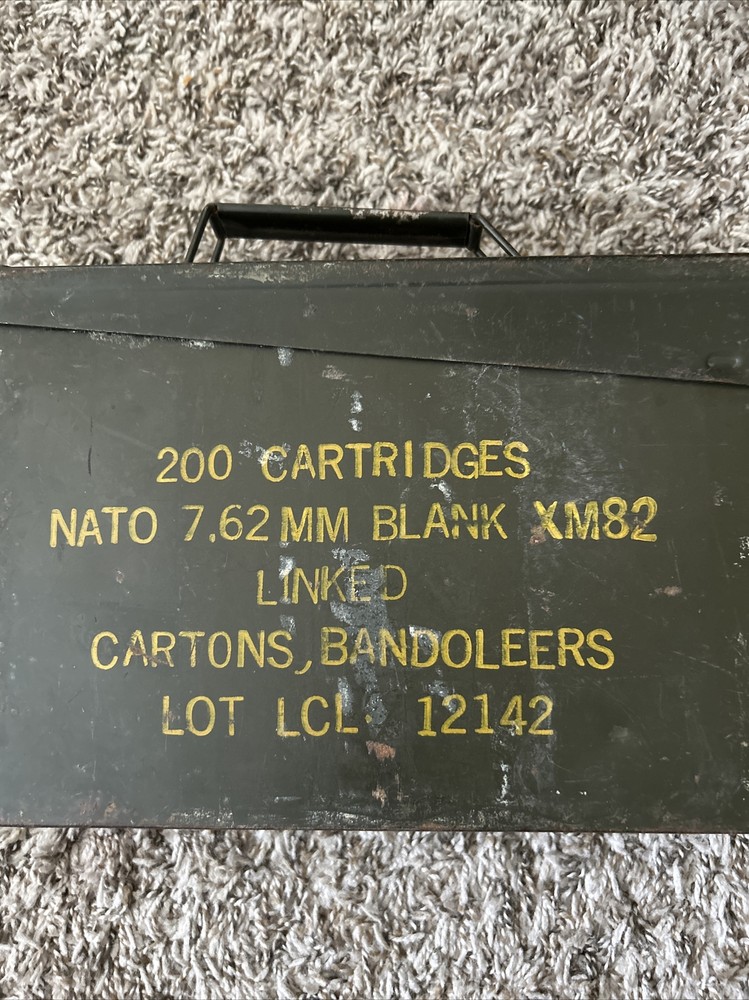 200 CARTRIDGES
NATO 7.62 MM BLANK XM82
LINKED
CARTONS, BANDOLEERS
LOT LCL. 12142